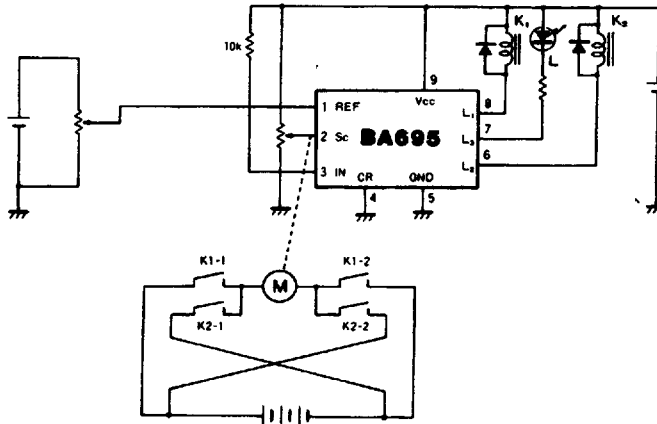 K₁
K₂
10k
L
9
Vcc
1 REF
L₁ 8
2 Sc
BA695
L₃ 7
3 IN
L₂ 6
CR
GND
4
5
K1-1
K1-2
M
K2-1
K2-2